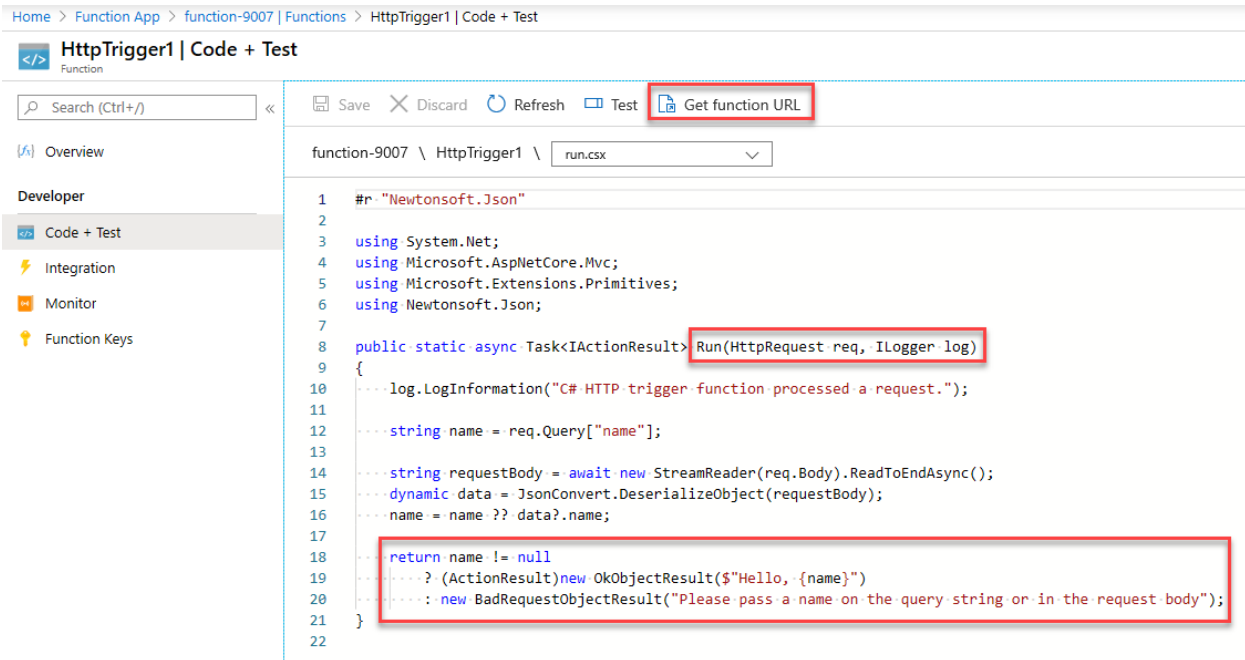 Home > Function App > function-9007 | Functions > HttpTrigger1 | Code + Test
HttpTrigger1 | Code + Test
Function
Search (Ctrl+/)
«
Save Discard Refresh Test Get function URL
Overview
function-9007 \ HttpTrigger1 \ run.csx
Developer
Code + Test
Integration
Monitor
Function Keys
1 #r "Newtonsoft.Json"
2
3 using System.Net;
4 using Microsoft.AspNetCore.Mvc;
5 using Microsoft.Extensions.Primitives;
6 using Newtonsoft.Json;
7
8 public static async Task<IActionResult> Run(HttpRequest req, ILogger log)
9 {
10     log.LogInformation("C# HTTP trigger function processed a request.");
11
12     string name = req.Query["name"];
13
14     string requestBody = await new StreamReader(req.Body).ReadToEndAsync();
15     dynamic data = JsonConvert.DeserializeObject(requestBody);
16     name = name ?? data?.name;
17
18     return name != null
19         ? (ActionResult)new OkObjectResult($"Hello, {name}")
20         : new BadRequestObjectResult("Please pass a name on the query string or in the request body");
21 }
22